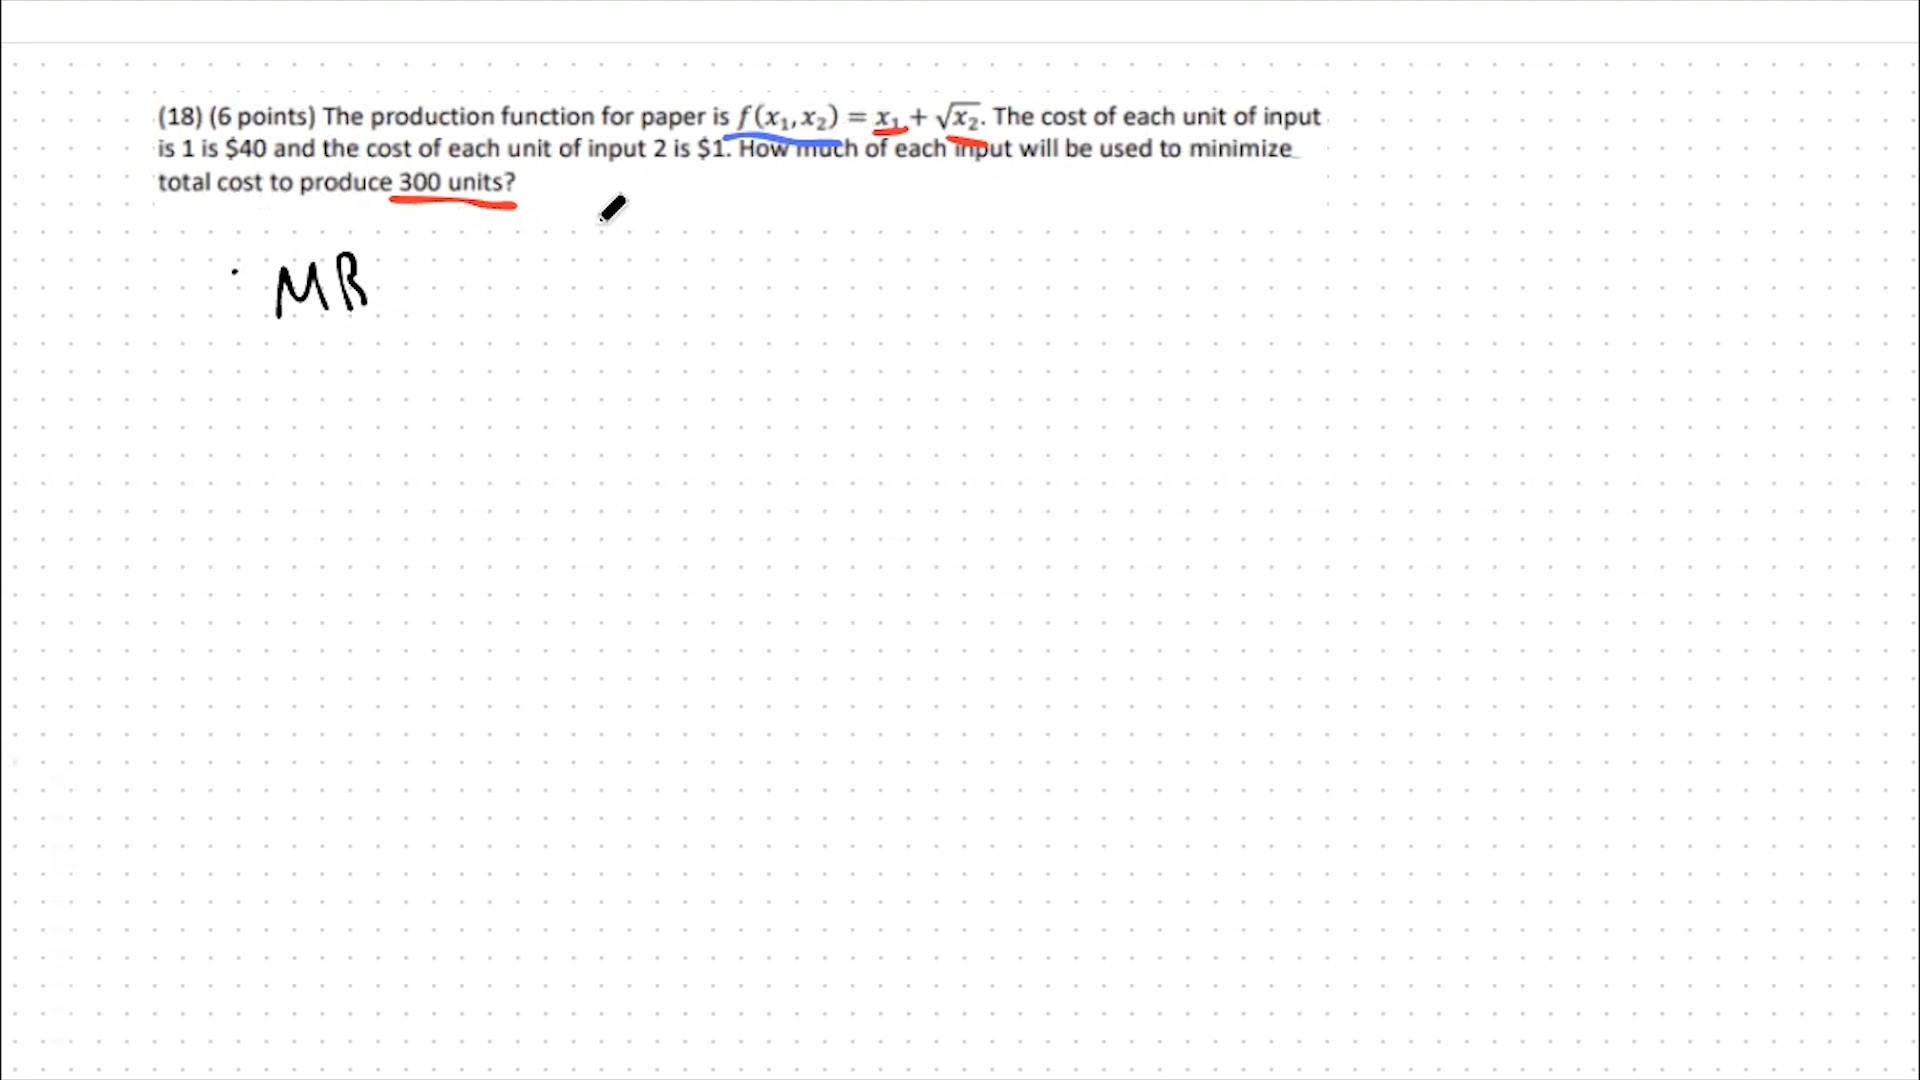 (18) (6 points) The production function for paper is f(x₁, x₂) = x₁ + √x₂. The cost of each unit of input
is 1 is $40 and the cost of each unit of input 2 is $1. How much of each input will be used to minimize
total cost to produce 300 units?
MR